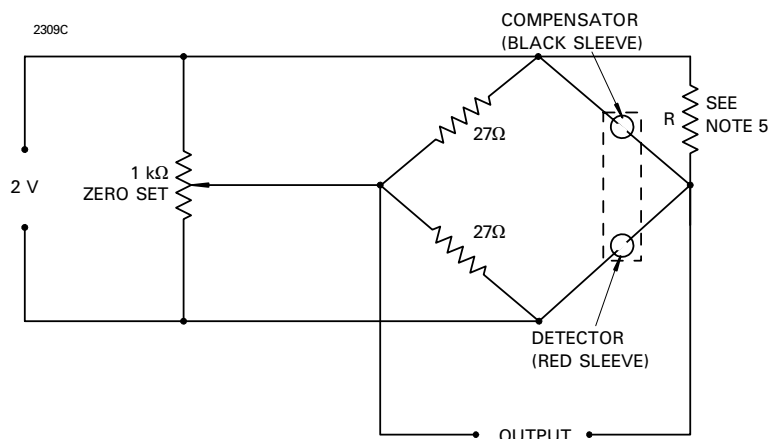 2309C
COMPENSATOR
(BLACK SLEEVE)
27Ω
R
SEE
NOTE 5
2 V
1 kΩ
ZERO SET
27Ω
DETECTOR
(RED SLEEVE)
OUTPUT